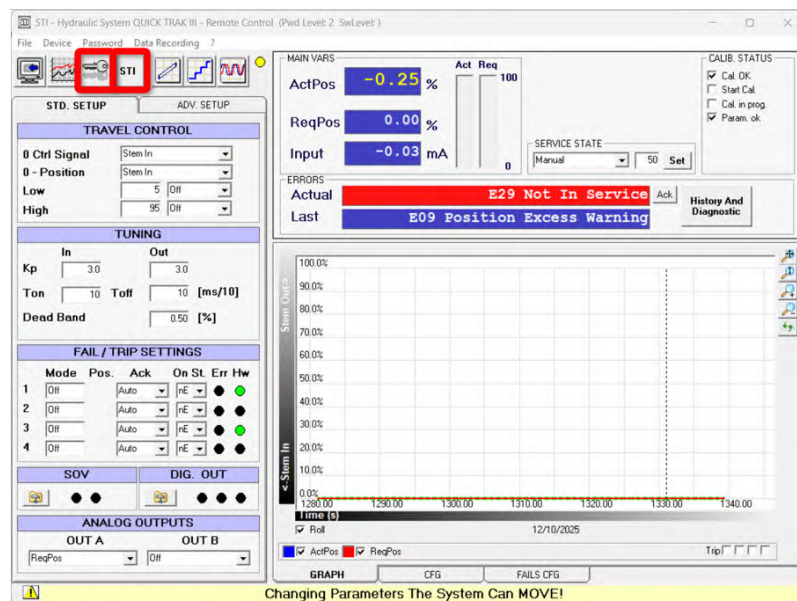 STI - Hydraulic System QUICK TRAK III - Remote Control (Pwd Level: 2 SwLevel: )
File Device Password Data Recording ?
STI
STD. SETUP ADV. SETUP
TRAVEL CONTROL
0 Ctrl Signal Stem In
0 - Position Stem In
Low 5 Off
High 95 Off
TUNING
In Out
Kp 3.0 3.0
Ton 10 Toff 10 [ms/10]
Dead Band 0.50 [%]
FAIL / TRIP SETTINGS
Mode Pos. Ack On St. Err Hw
1 Off Auto nE
2 Off Auto nE
3 Off Auto nE
4 Off Auto nE
SOV DIG. OUT
ANALOG OUTPUTS
OUT A OUT B
ReqPos Off
MAIN VARS
Act Req
ActPos -0.25 % 100
ReqPos 0.00 %
Input -0.03 mA 0
SERVICE STATE
Manual 50 Set
CALIB. STATUS
Cal. OK
Start Cal.
Cal. in prog.
Param. ok
ERRORS
Actual E29 Not In Service Ack
Last E09 Position Excess Warning
History And
Diagnostic
100.0%
90.0%
80.0%
70.0%
60.0%
50.0%
40.0%
30.0%
20.0%
10.0%
0.0%
Stem Out->
<-Stem In
1280.00 1290.00 1300.00 1310.00 1320.00 1330.00 1340.00
Time (s)
Roll 12/10/2025
ActPos ReqPos Trip
GRAPH CFG FAILS CFG
Changing Parameters The System Can MOVE!